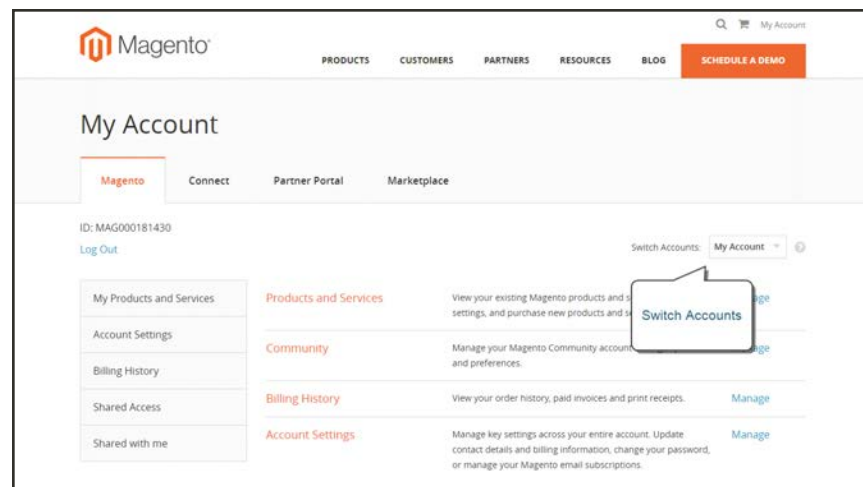 My Account
Magento
PRODUCTS CUSTOMERS PARTNERS RESOURCES BLOG SCHEDULE A DEMO
My Account
Magento Connect Partner Portal Marketplace
ID: MAG000181430
Log Out
Switch Accounts: My Account
Switch Accounts
My Products and Services
Account Settings
Billing History
Shared Access
Shared with me
Products and Services
View your existing Magento products and
settings, and purchase new products and
Community
Manage your Magento Community account
and preferences.
Billing History
View your order history, paid invoices and print receipts.
Manage
Account Settings
Manage key settings across your entire account. Update
contact details and billing information, change your password,
or manage your Magento email subscriptions.
Manage